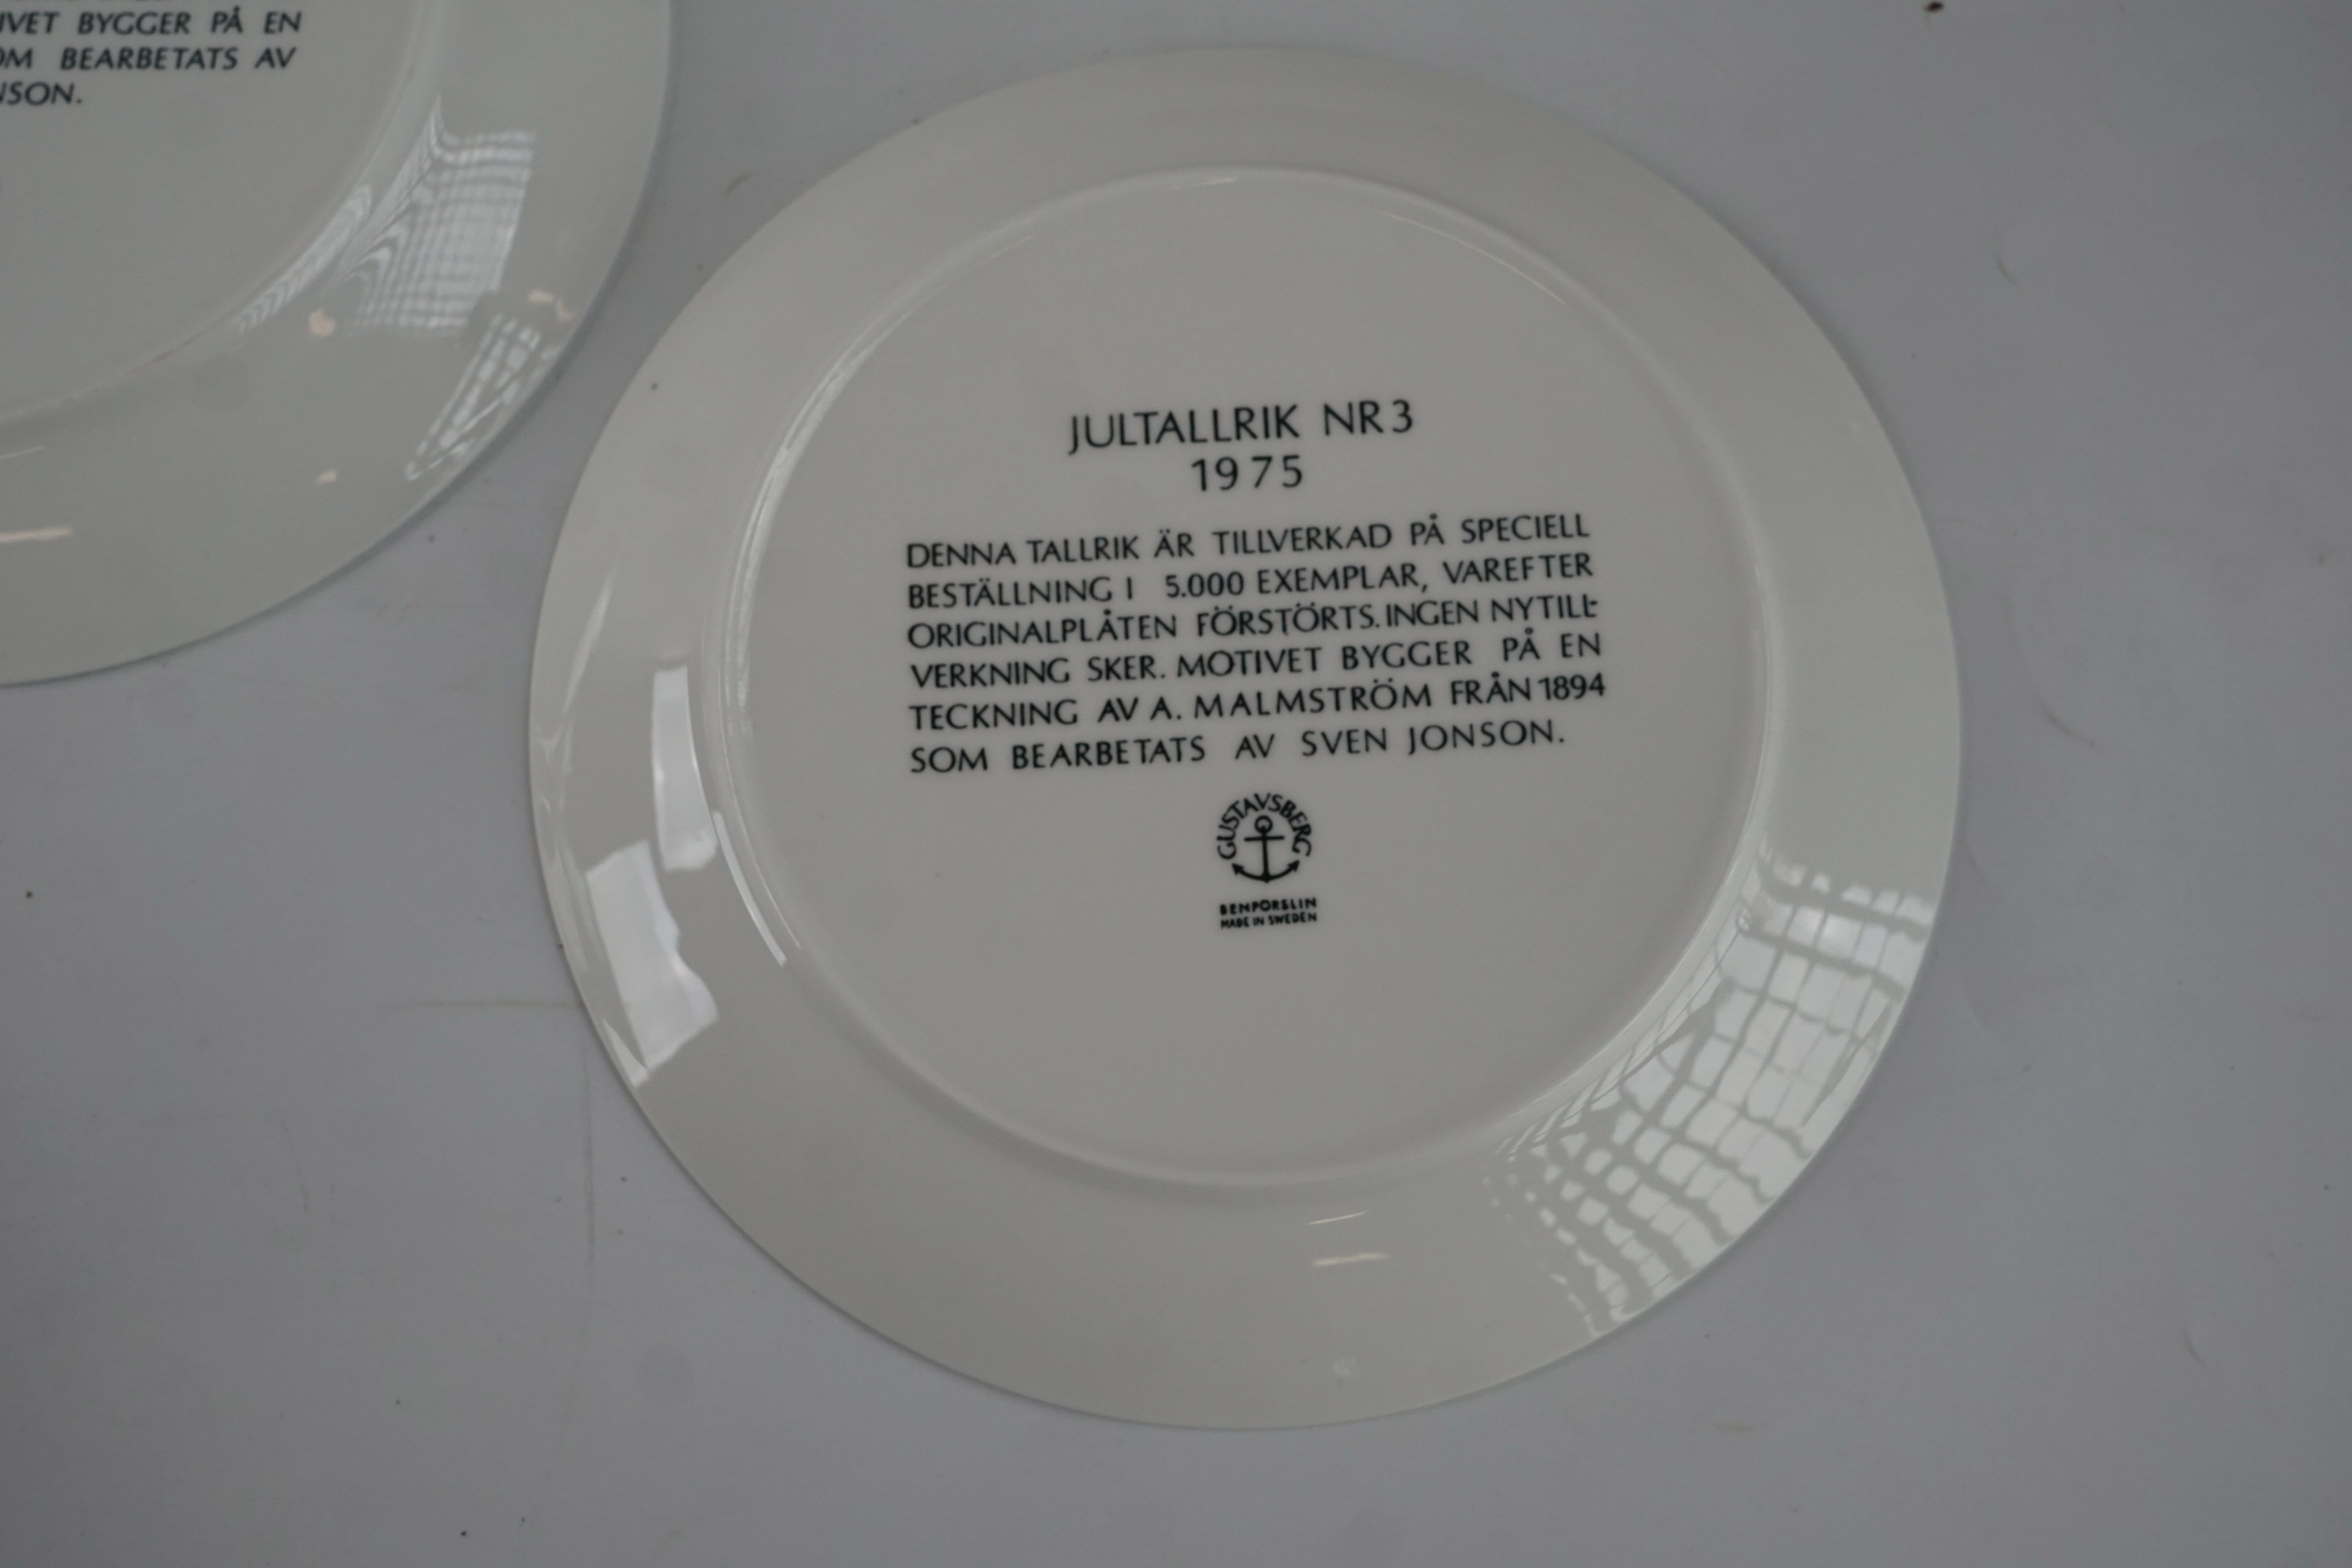 BYGGER PÅ EN
BEARBETATS AV
JULTALLRIK NR 3
1975
DENNA TALLRIK ÄR TILLVERKAD PÅ SPECIELL
BESTÄLLNING I 5.000 EXEMPLAR, VAREFTER
ORIGINALPLÅTEN FÖRSTÖRTS. INGEN NYTILL-
VERKNING SKER. MOTIVET BYGGER PÅ EN
TECKNING AV A. MALMSTRÖM FRÅN 1894
SOM BEARBETATS AV SVEN JONSON.
GUSTAVSBERG
BENPORSLIN
MADE IN SWEDEN